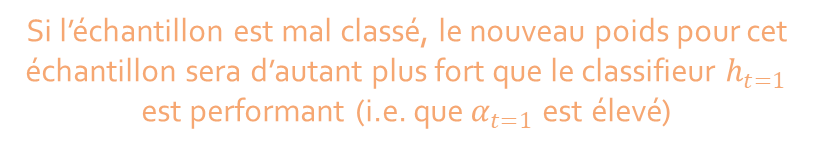 Si l’échantillon est mal classé, le nouveau poids pour cet
échantillon sera d’autant plus fort que le classifieur $h_{t=1}$
est performant (i.e. que $\alpha_{t=1}$ est élevé)